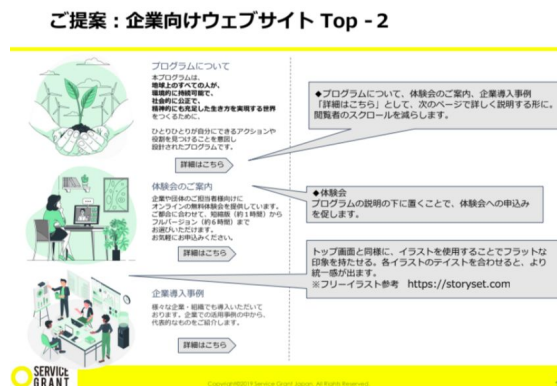 ご提案：企業向けウェブサイト Top -2
プログラムについて
本プログラムは、
地球上のすべての人が、
環境的に持続可能で、
社会的に公正で、
精神的にも充足した生き方を実現する世界
をつくるために、
ひとりひとりが自分にできるアクションや
役割を見つけることを意図し
設計されたプログラムです。
詳細はこちら
◆プログラムについて、体験会のご案内、企業導入事例
「詳細はこちら」として、次のページで詳しく説明する形に。
閲覧者のスクロールを減らします。
体験会のご案内
企業や団体のご担当者様向けに
オンラインの無料体験会を提供しています。
ご都合に合わせて、短縮版（約１時間）から
フルバージョン（約６時間）まで
お選びいただけます。
お気軽にお申込みください。
詳細はこちら
◆体験会
プログラムの説明の下に置くことで、体験会への申込み
を促します。
トップ画面と同様に、イラストを使用することでフラットな
印象を持たせる。各イラストのテイストを合わせると、より
統一感が出ます。
※フリーイラスト参考　https://storyset.com
企業導入事例
様々な企業・組織でも導入いただいて
おります。企業での活用事例の中から、
代表的なものをご紹介します。
詳細はこちら
SERVICE
GRANT
Copyright©2019 Service Grant Japan. All Rights Reserved.